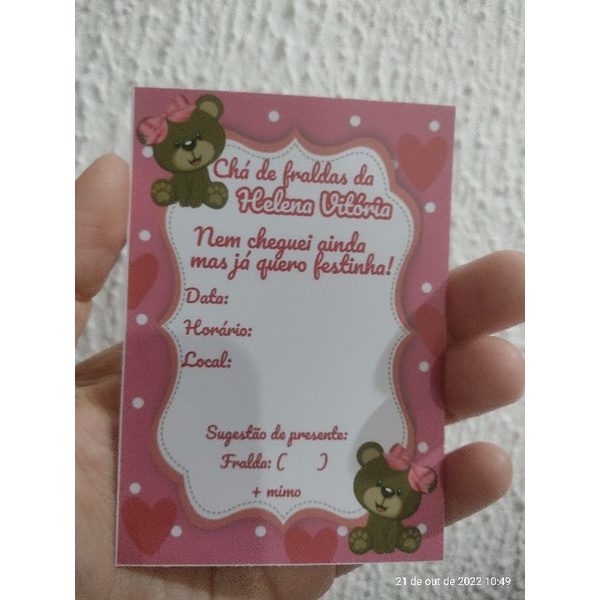 Chá de fraldas da
Helena Vitória
Nem cheguei ainda
mas já quero festinha!
Data:
Horário:
Local:
Sugestão de presente:
Fralda: (   )
+ mimo
21 de out de 2022 10:49